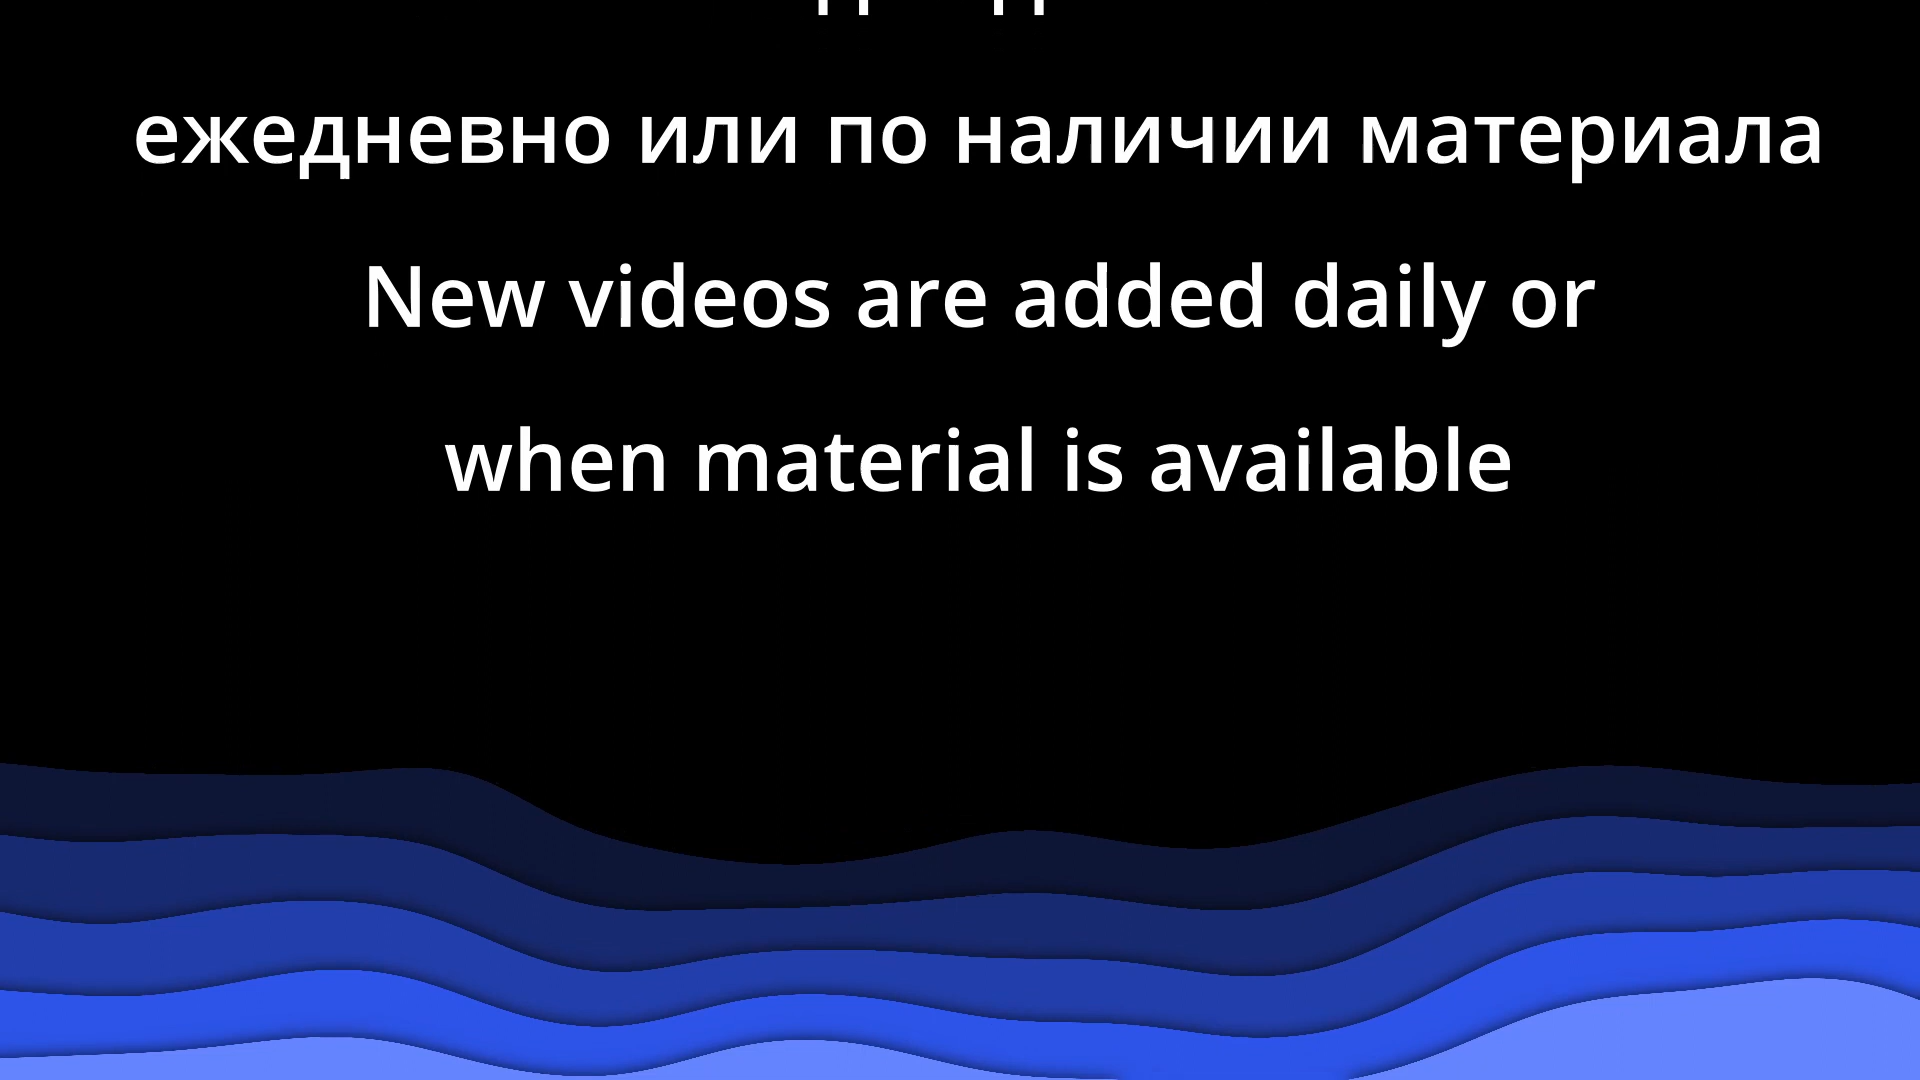 ежедневно или по наличии материала
New videos are added daily or
when material is available